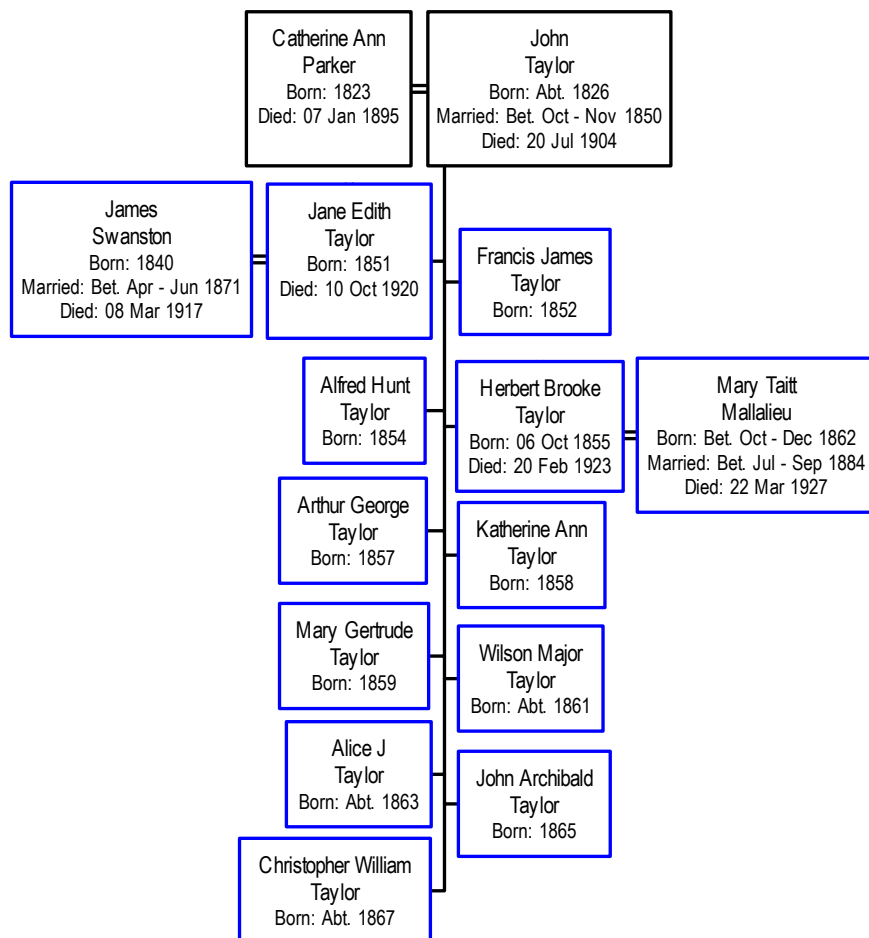 Catherine Ann
Parker
Born: 1823
Died: 07 Jan 1895
John
Taylor
Born: Abt. 1826
Married: Bet. Oct - Nov 1850
Died: 20 Jul 1904
James
Swanston
Born: 1840
Married: Bet. Apr - Jun 1871
Died: 08 Mar 1917
Jane Edith
Taylor
Born: 1851
Died: 10 Oct 1920
Francis James
Taylor
Born: 1852
Alfred Hunt
Taylor
Born: 1854
Herbert Brooke
Taylor
Born: 06 Oct 1855
Died: 20 Feb 1923
Mary Taitt
Mallalieu
Born: Bet. Oct - Dec 1862
Married: Bet. Jul - Sep 1884
Died: 22 Mar 1927
Arthur George
Taylor
Born: 1857
Katherine Ann
Taylor
Born: 1858
Mary Gertrude
Taylor
Born: 1859
Wilson Major
Taylor
Born: Abt. 1861
Alice J
Taylor
Born: Abt. 1863
John Archibald
Taylor
Born: 1865
Christopher William
Taylor
Born: Abt. 1867